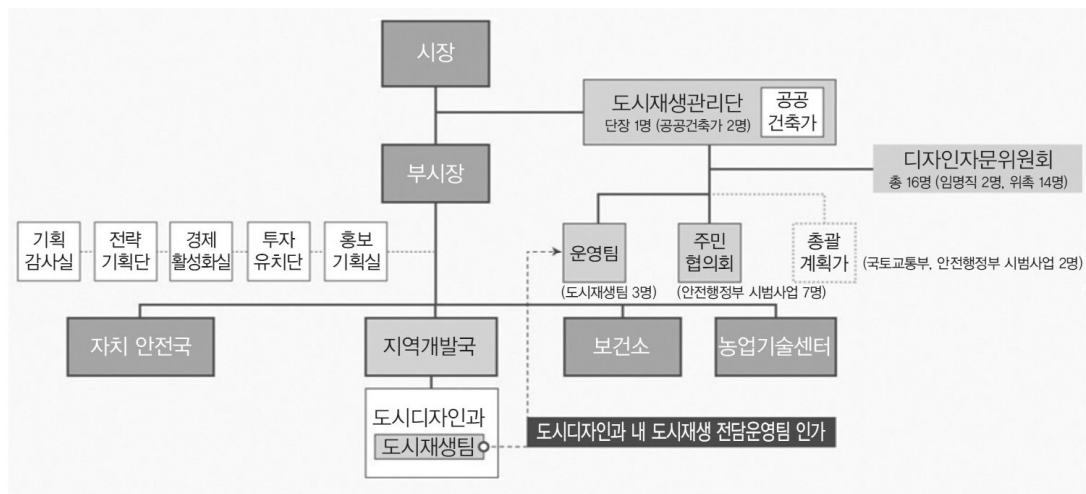 시장
도시재생관리단
단장 1명 (공공건축가 2명)
공공
건축가
부시장
디자인자문위원회
총 16명 (임명직 2명, 위촉 14명)
기획
감사실
전략
기획단
경제
활성화실
투자
유치단
홍보
기획실
운영팀
(도시재생팀 3명)
주민
협의회
(안전행정부 시범사업 7명)
총괄
계획가
(국토교통부, 안전행정부 시범사업 2명)
자치 안전국
지역개발국
보건소
농업기술센터
도시디자인과
도시재생팀
도시디자인과 내 도시재생 전담운영팀 인가